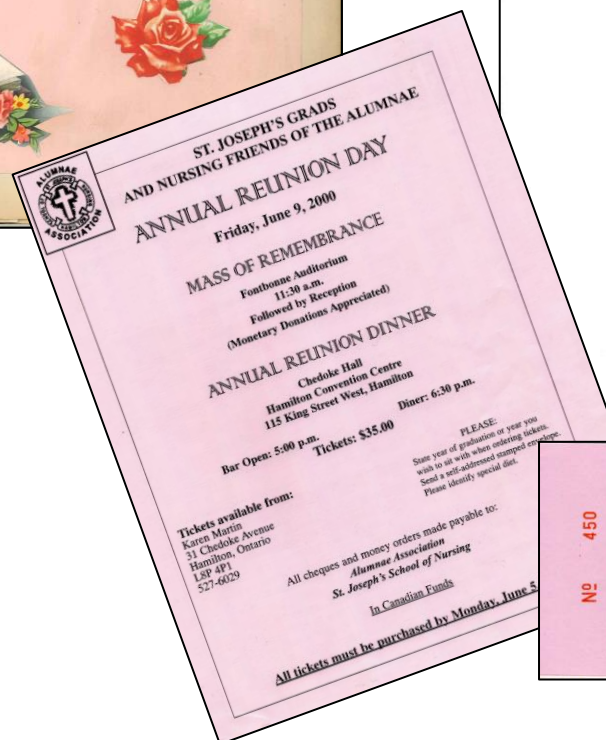 ALUMNAE
ASSOCIATION
ST. JOSEPH'S GRADS
AND NURSING FRIENDS OF THE ALUMNAE
ANNUAL REUNION DAY
Friday, June 9, 2000
MASS OF REMEMBRANCE
Fontbonne Auditorium
11:30 a.m.
Followed by Reception
(Monetary Donations Appreciated)
ANNUAL REUNION DINNER
Chedoke Hall
Hamilton Convention Centre
115 King Street West, Hamilton
Bar Open: 5:00 p.m.
Diner: 6:30 p.m.
Tickets: $35.00
PLEASE:
State year of graduation or year you
wish to sit with when ordering tickets.
Send a self-addressed stamped envelope.
Please identify special diet.
Tickets available from:
Karen Martin
31 Chedoke Avenue
Hamilton, Ontario
L8P 4P1
527-6029
All cheques and money orders made payable to:
Alumnae Association
St. Joseph's School of Nursing
In Canadian Funds
All tickets must be purchased by Monday, June 5
Nº 450